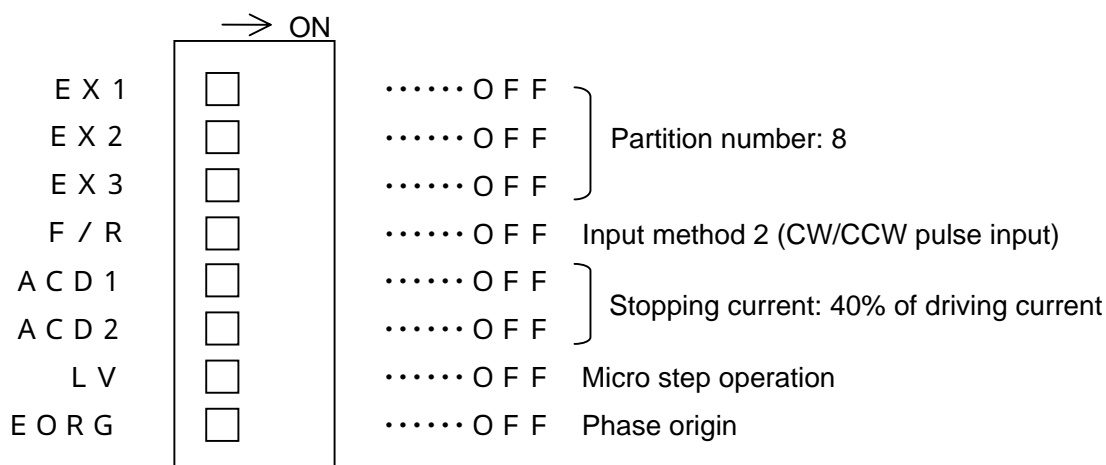 → ON
EX1 ······OFF
EX2 ······OFF Partition number: 8
EX3 ······OFF
F/R ······OFF Input method 2 (CW/CCW pulse input)
ACD1 ······OFF
Stopping current: 40% of driving current
ACD2 ······OFF
LV ······OFF Micro step operation
EORG ······OFF Phase origin